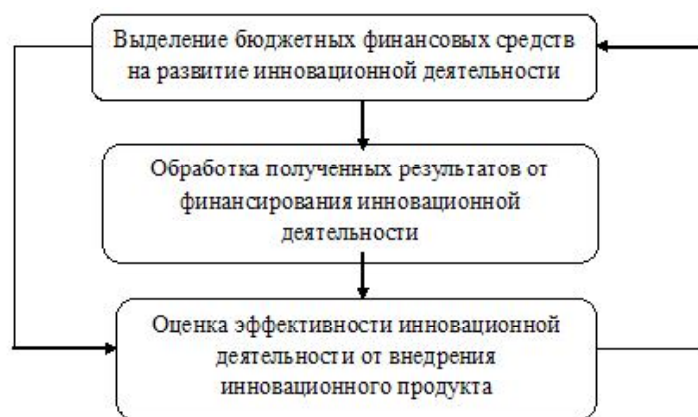 Выделение бюджетных финансовых средств
на развитие инновационной деятельности
Обработка полученных результатов от
финансирования инновационной
деятельности
Оценка эффективности инновационной
деятельности от внедрения
инновационного продукта